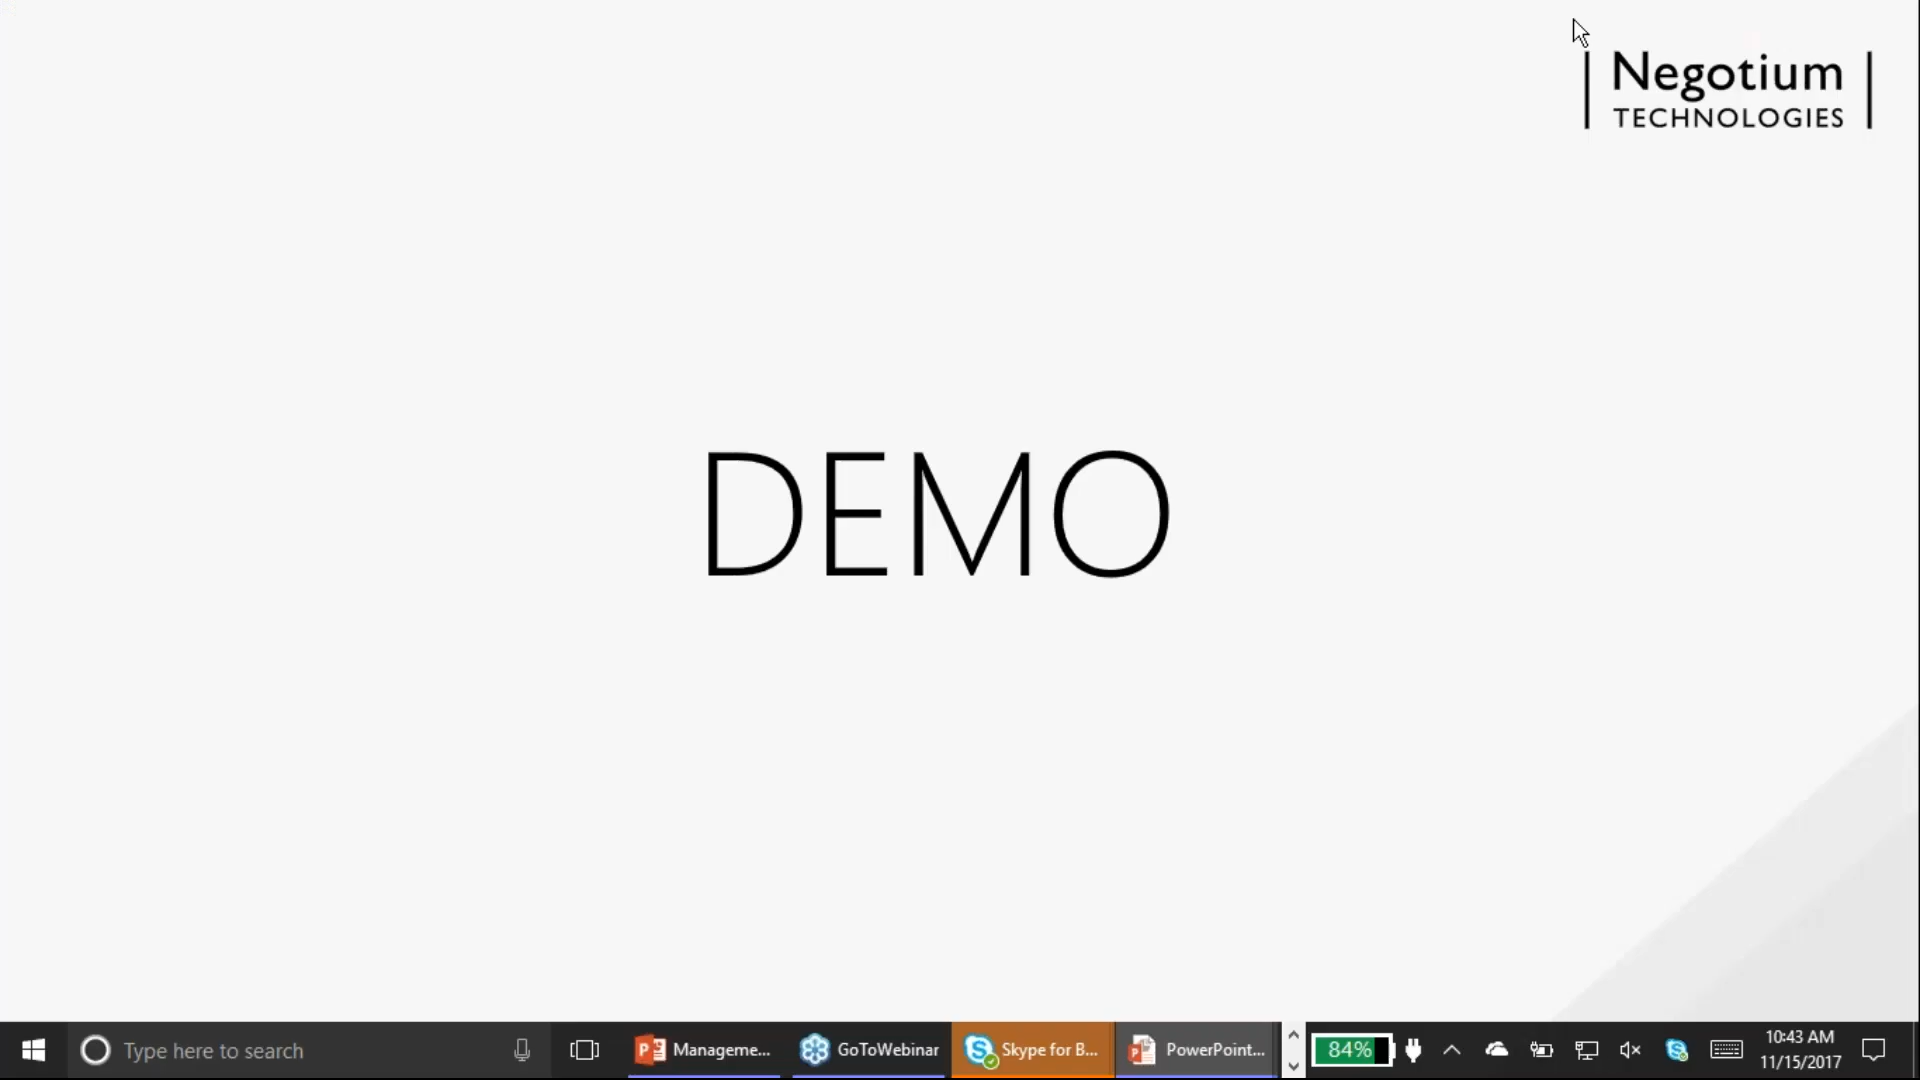 Negotium
TECHNOLOGIES
DEMO
Type here to search
Manageme...
GoToWebinar
Skype for B...
PowerPoint...
84%
10:43 AM
11/15/2017